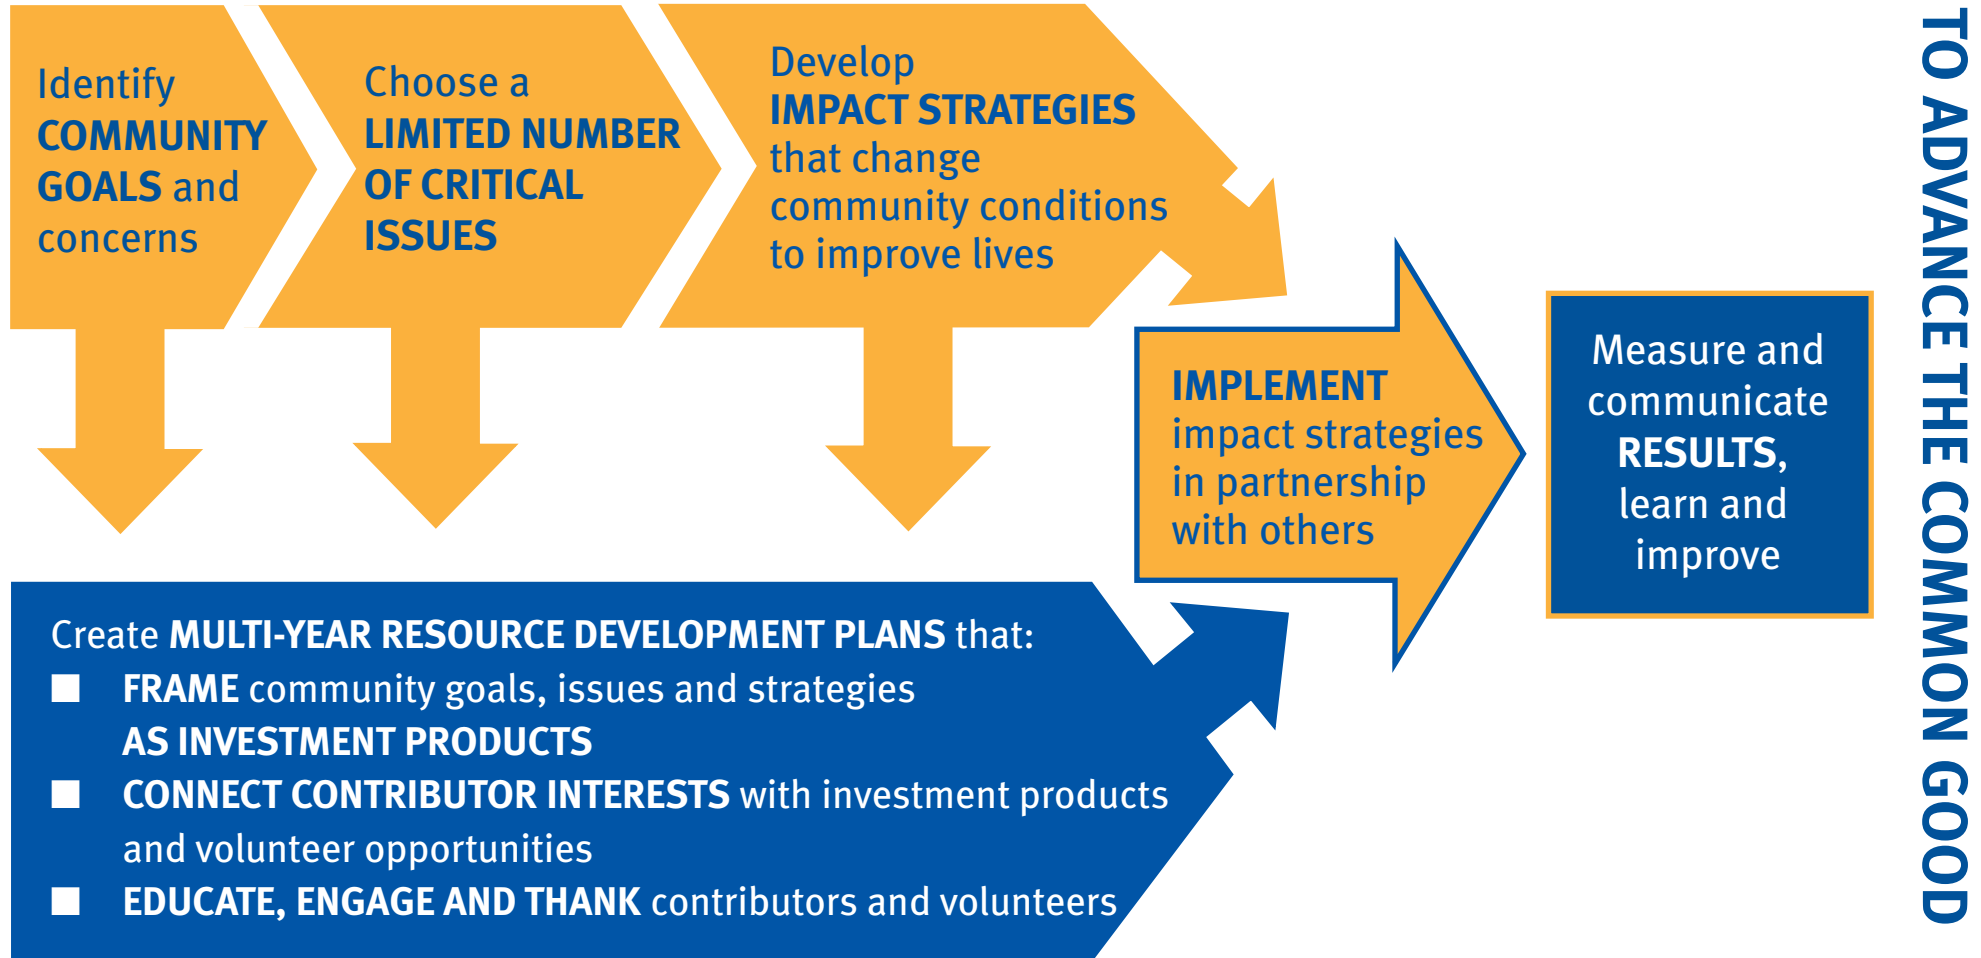 Identify
COMMUNITY
GOALS and
concerns
Choose a
LIMITED NUMBER
OF CRITICAL
ISSUES
Develop
IMPACT STRATEGIES
that change
community conditions
to improve lives
IMPLEMENT
impact strategies
in partnership
with others
Measure and
communicate
RESULTS,
learn and
improve
Create MULTI-YEAR RESOURCE DEVELOPMENT PLANS that:
■ FRAME community goals, issues and strategies
AS INVESTMENT PRODUCTS
■ CONNECT CONTRIBUTOR INTERESTS with investment products
and volunteer opportunities
■ EDUCATE, ENGAGE AND THANK contributors and volunteers
TO ADVANCE THE COMMON GOOD